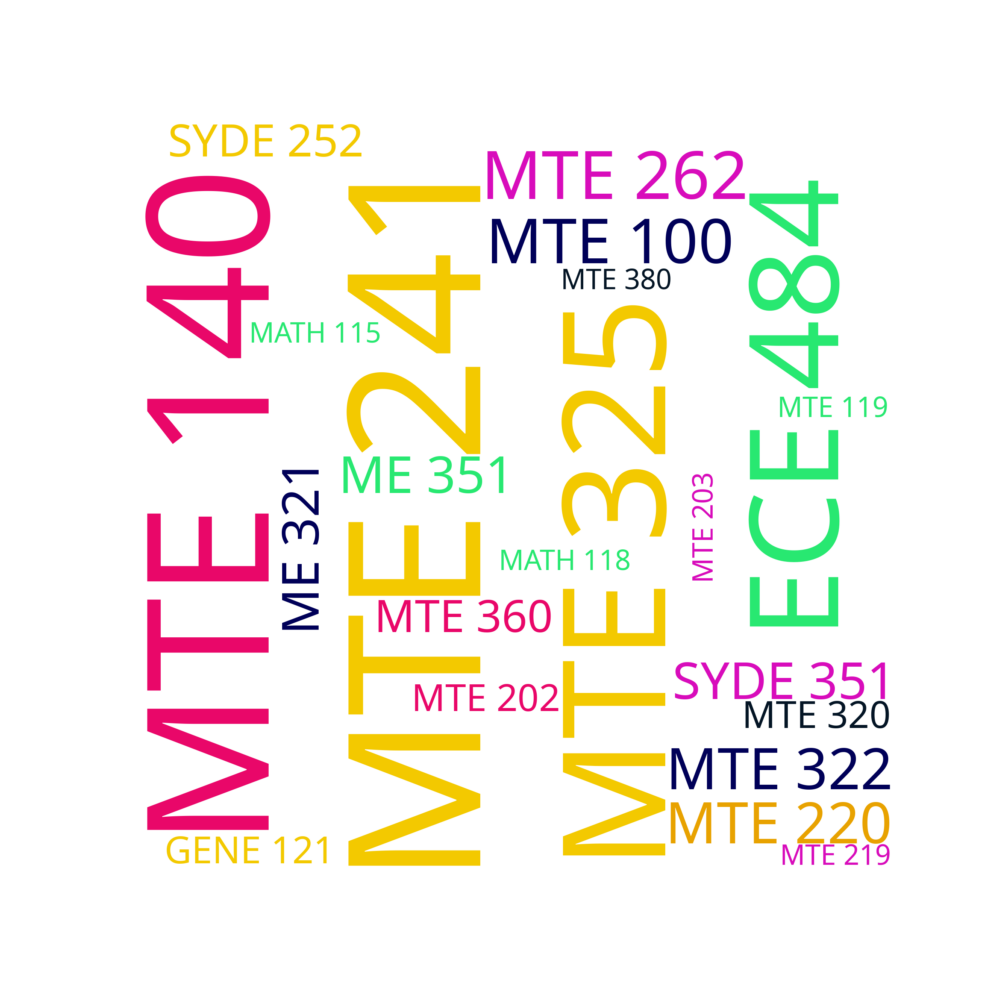 SYDE 252
MTE 140
MTE 241
MTE 262
MTE 100
MTE 380
ECE 484
MATH 115
MTE 325
MTE 119
ME 351
ME 321
MTE 203
MATH 118
MTE 360
MTE 202
SYDE 351
MTE 320
MTE 322
MTE 220
GENE 121
MTE 219